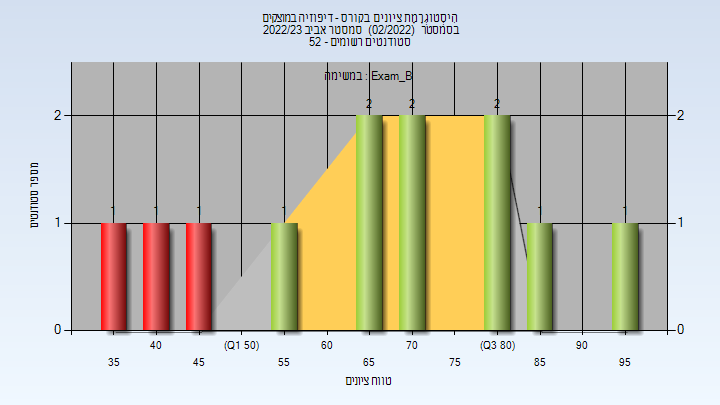 היסטוגרמת ציונים בקורס - דיפוזיה במוצקים
בסמסטר (02/2022) סמסטר אביב 2022/23
סטודנטים רשומים - 52
במשימה : Exam_B
מספר סטודנטים
2 2 2
2 2
1 1 1 1 1 1
1 1
0 0
40 (Q1 50) 60 70 (Q3 80) 90
35 45 55 65 75 85 95
טווח ציונים